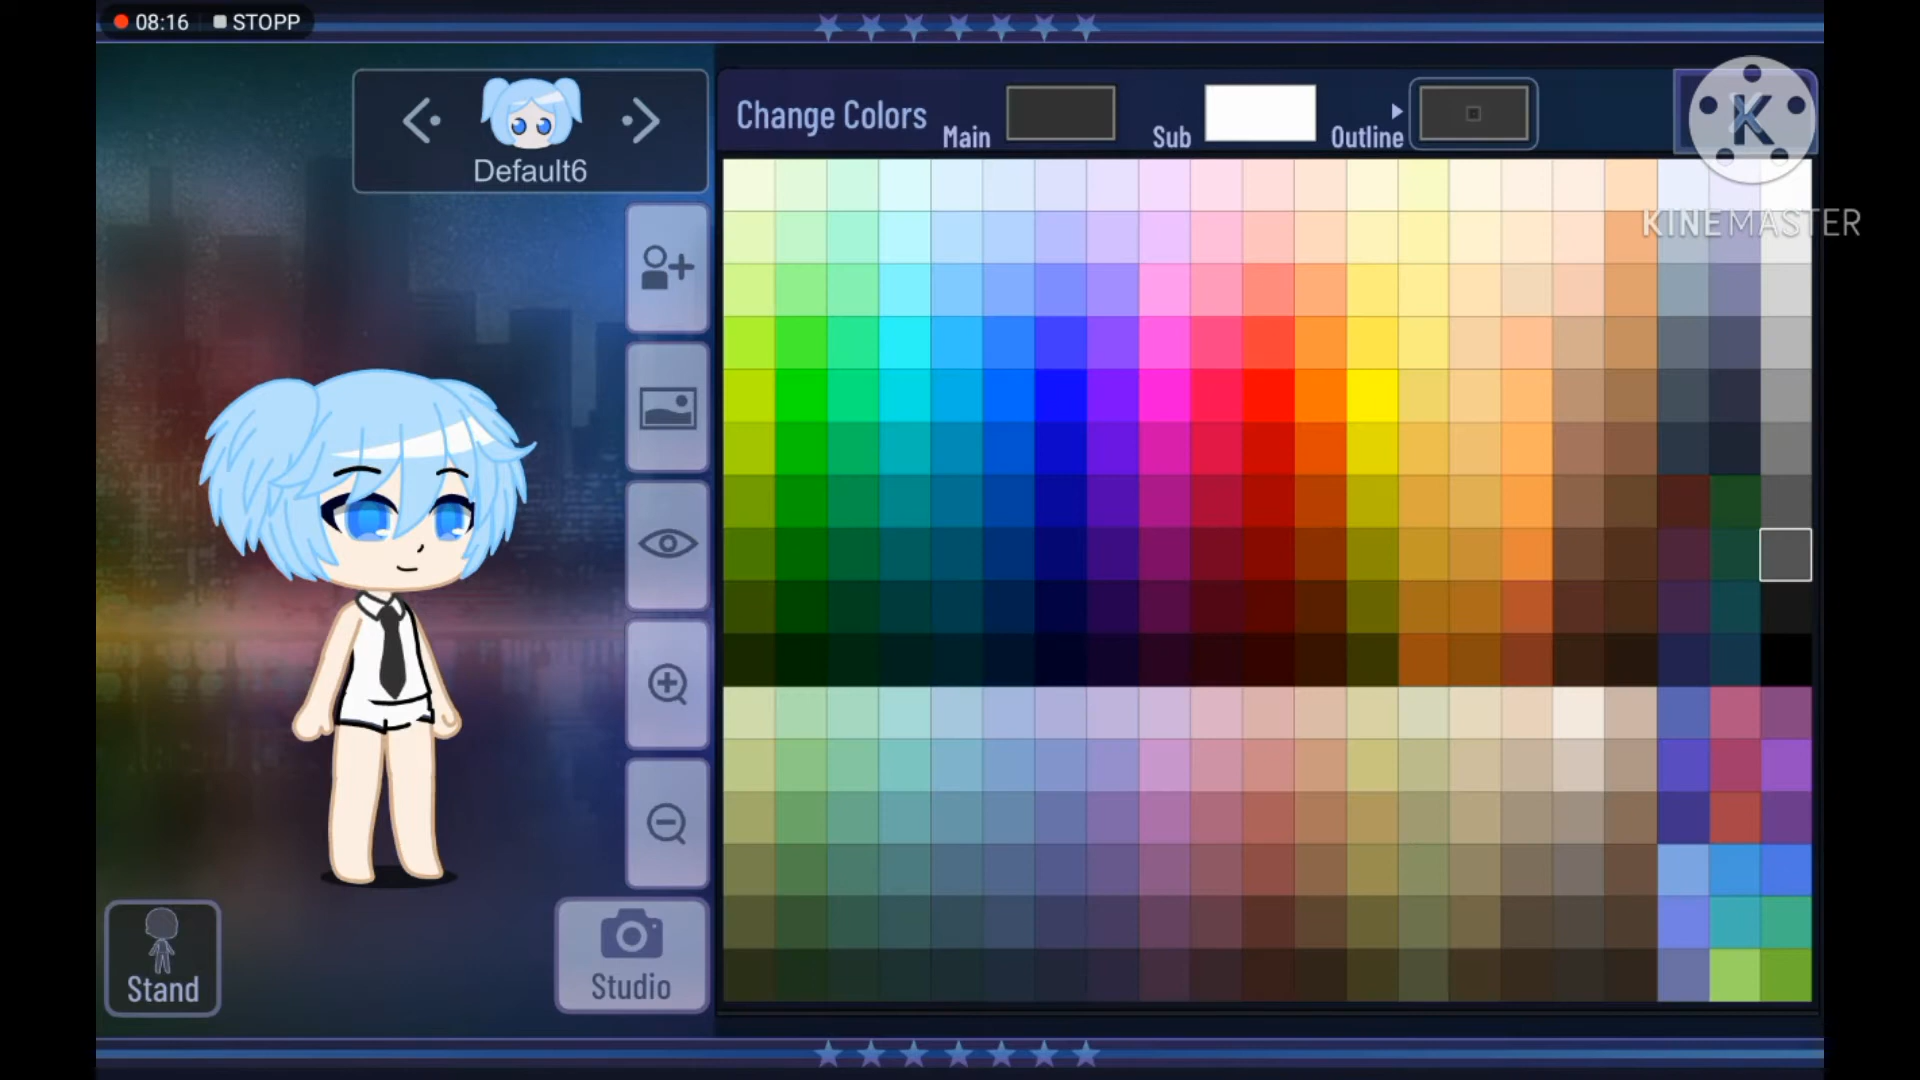 08:16 STOPP
Default6
Change Colors
Main
Sub
Outline
K
KINEMASTER
Stand
Studio